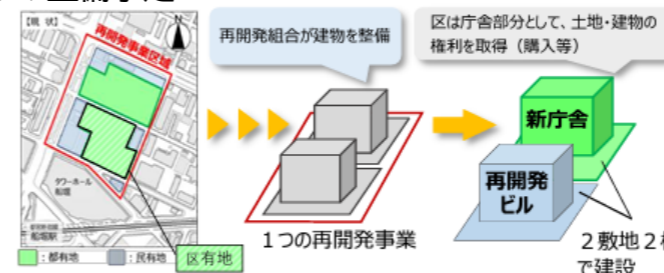 【現 状】
再開発事業区域
タワーホール
船堀
船堀駅
：都有地
：民有地
区有地
再開発組合が建物を整備
1つの再開発事業
区は庁舎部分として、土地・建物の
権利を取得（購入等）
新庁舎
再開発
ビル
2敷地2
で建設